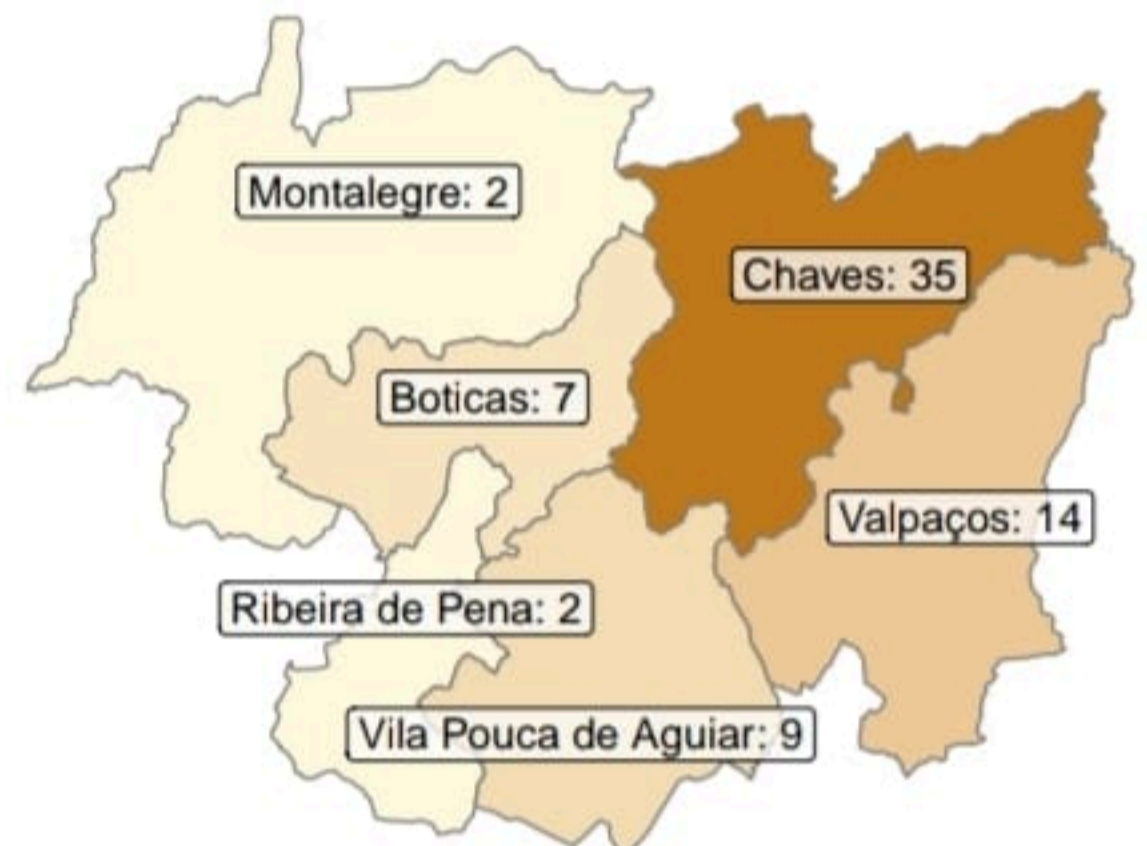 Montalegre: 2
Chaves: 35
Boticas: 7
Valpaços: 14
Ribeira de Pena: 2
Vila Pouca de Aguiar: 9